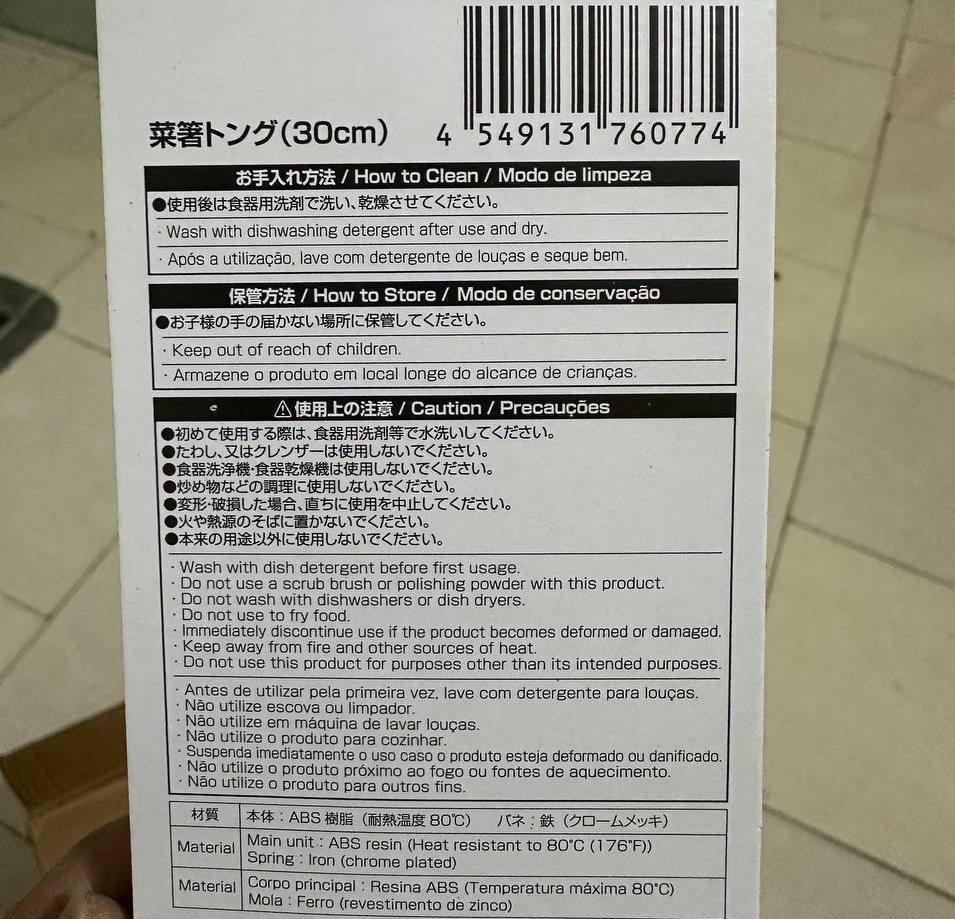 菜箸トング(30cm)
4 549131 760774
お手入れ方法 / How to Clean / Modo de limpeza
●使用後は食器用洗剤で洗い、乾燥させてください。
· Wash with dishwashing detergent after use and dry.
· Após a utilização, lave com detergente de louças e seque bem.
保管方法 / How to Store / Modo de conservação
●お子様の手の届かない場所に保管してください。
· Keep out of reach of children.
· Armazene o produto em local longe do alcance de crianças.
⚠使用上の注意 / Caution / Precauções
●初めて使用する際は、食器用洗剤等で水洗いしてください。
●たわし、又はクレンザーは使用しないでください。
●食器洗浄機・食器乾燥機は使用しないでください。
●炒め物などの調理に使用しないでください。
●変形・破損した場合、直ちに使用を中止してください。
●火や熱源のそばに置かないでください。
●本来の用途以外に使用しないでください。
· Wash with dish detergent before first usage.
· Do not use a scrub brush or polishing powder with this product.
· Do not wash with dishwashers or dish dryers.
· Do not use to fry food.
· Immediately discontinue use if the product becomes deformed or damaged.
· Keep away from fire and other sources of heat.
· Do not use this product for purposes other than its intended purposes.
· Antes de utilizar pela primeira vez, lave com detergente para louças.
· Não utilize escova ou limpador.
· Não utilize em máquina de lavar louças.
· Não utilize o produto para cozinhar.
· Suspenda imediatamente o uso caso o produto esteja deformado ou danificado.
· Não utilize o produto próximo ao fogo ou fontes de aquecimento.
· Não utilize o produto para outros fins.
材質 本体：ABS 樹脂（耐熱温度 80℃） バネ：鉄（クロームメッキ）
Material Main unit : ABS resin (Heat resistant to 80℃ (176℉))
Spring : Iron (chrome plated)
Material Corpo principal : Resina ABS (Temperatura máxima 80℃)
Mola : Ferro (revestimento de zinco)